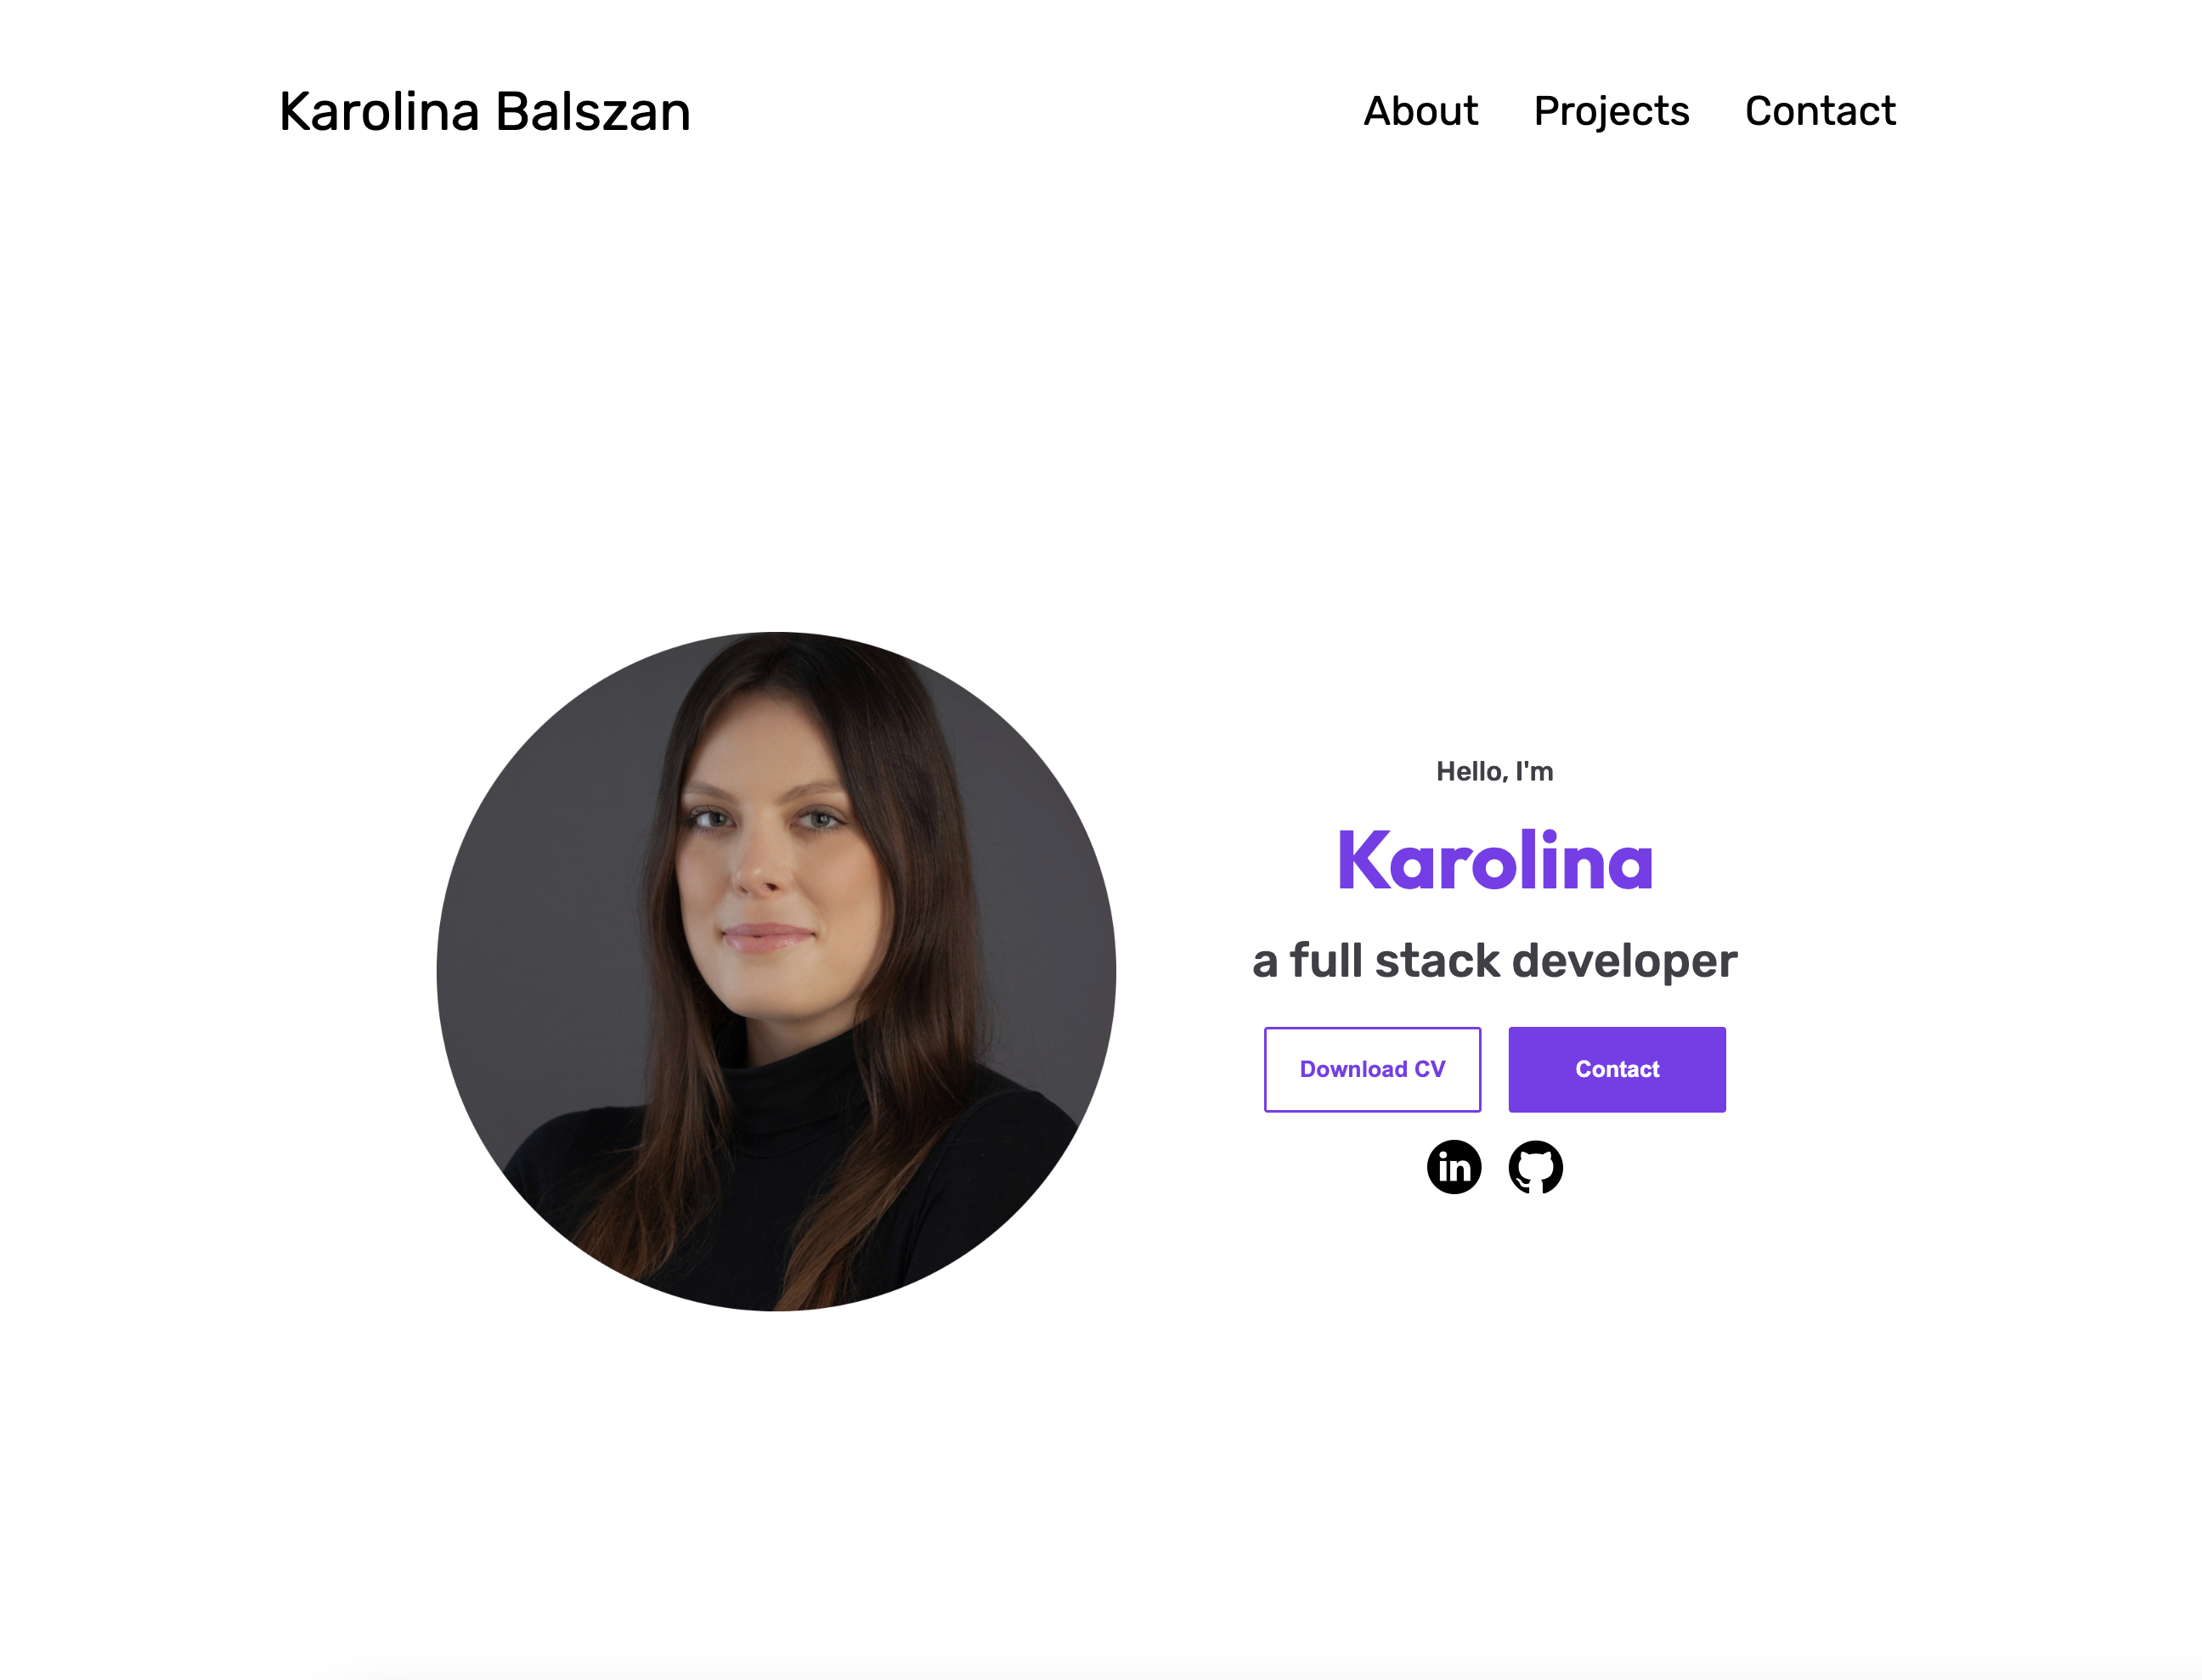 Karolina Balszan
About Projects Contact
Hello, I'm
Karolina
a full stack developer
Download CV Contact
in